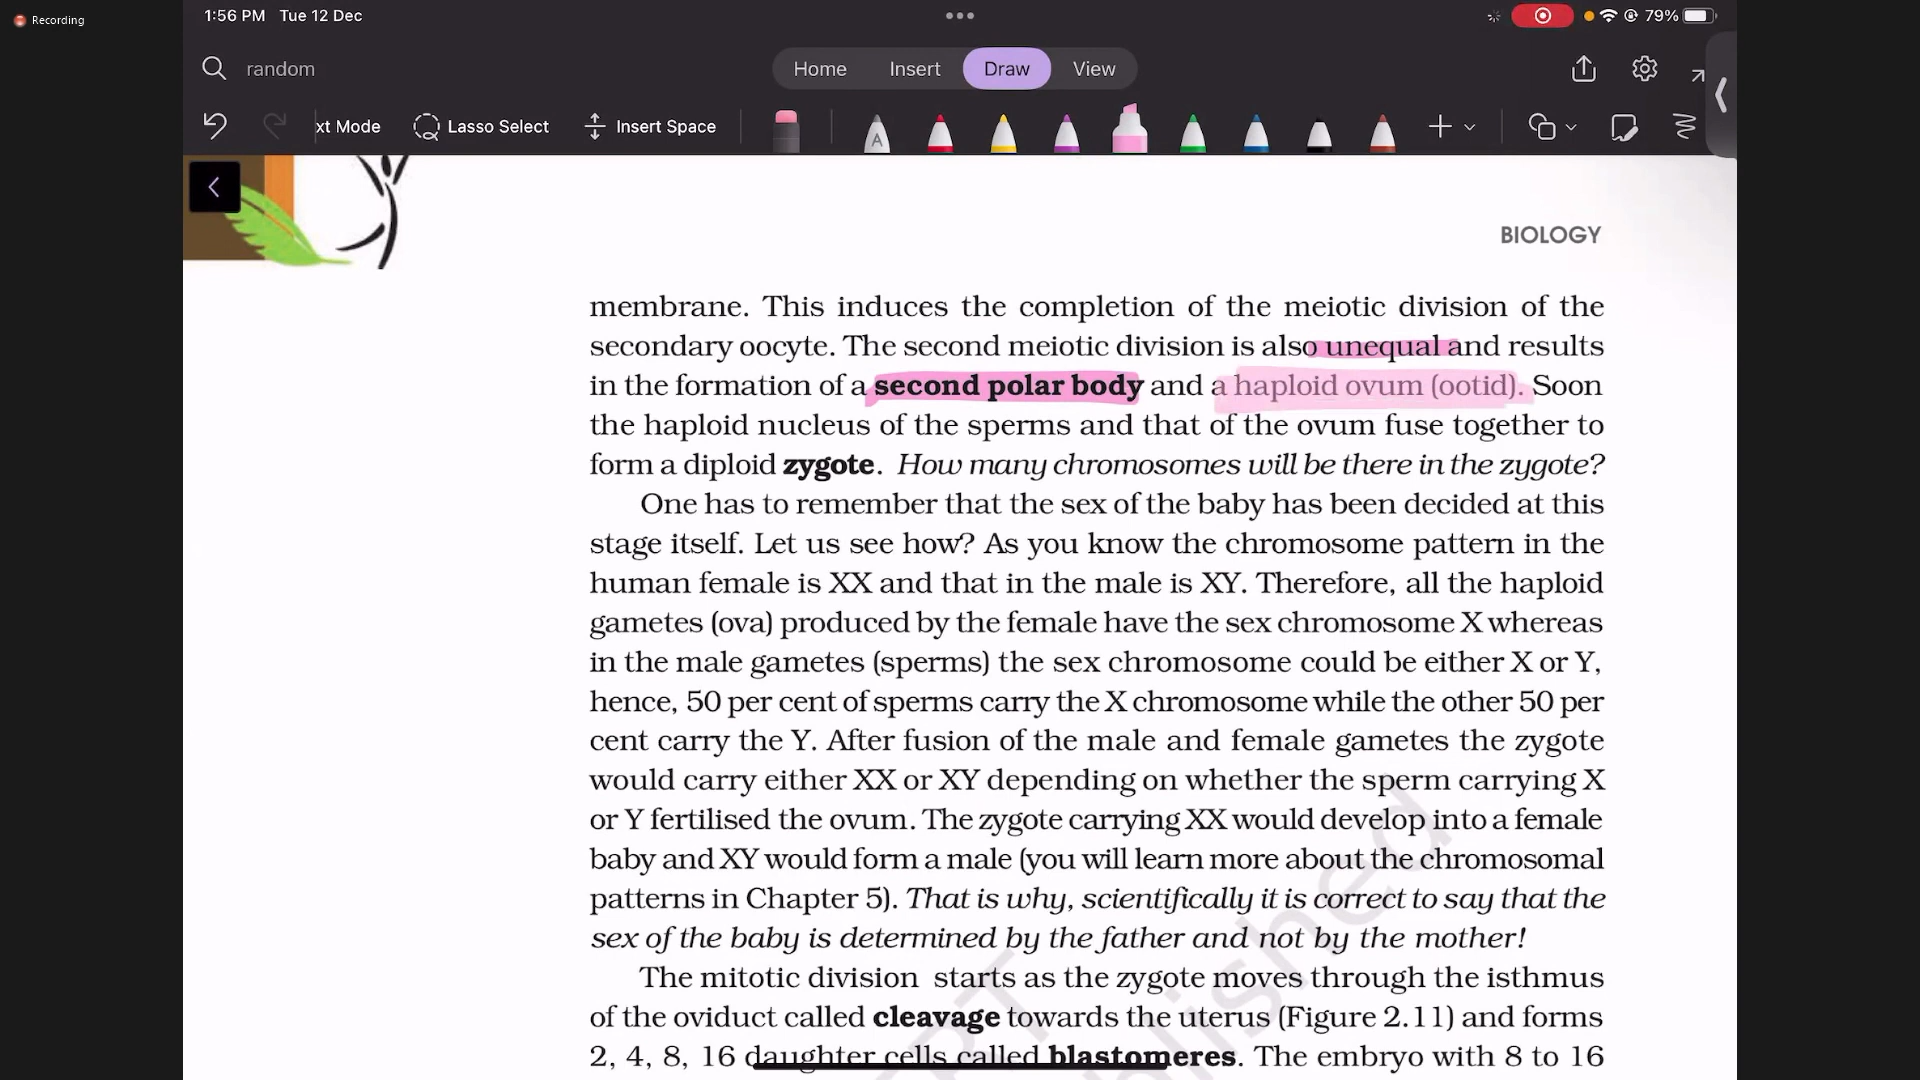 Recording
1:56 PM Tue 12 Dec
79%
random
Home Insert Draw View
xt Mode Lasso Select Insert Space
A
BIOLOGY
membrane. This induces the completion of the meiotic division of the
secondary oocyte. The second meiotic division is also unequal and results
in the formation of a second polar body and a haploid ovum (ootid). Soon
the haploid nucleus of the sperms and that of the ovum fuse together to
form a diploid zygote. How many chromosomes will be there in the zygote?
One has to remember that the sex of the baby has been decided at this
stage itself. Let us see how? As you know the chromosome pattern in the
human female is XX and that in the male is XY. Therefore, all the haploid
gametes (ova) produced by the female have the sex chromosome X whereas
in the male gametes (sperms) the sex chromosome could be either X or Y,
hence, 50 per cent of sperms carry the X chromosome while the other 50 per
cent carry the Y. After fusion of the male and female gametes the zygote
would carry either XX or XY depending on whether the sperm carrying X
or Y fertilised the ovum. The zygote carrying XX would develop into a female
baby and XY would form a male (you will learn more about the chromosomal
patterns in Chapter 5). That is why, scientifically it is correct to say that the
sex of the baby is determined by the father and not by the mother!
The mitotic division starts as the zygote moves through the isthmus
of the oviduct called cleavage towards the uterus (Figure 2.11) and forms
2, 4, 8, 16 daughter cells called blastomeres. The embryo with 8 to 16